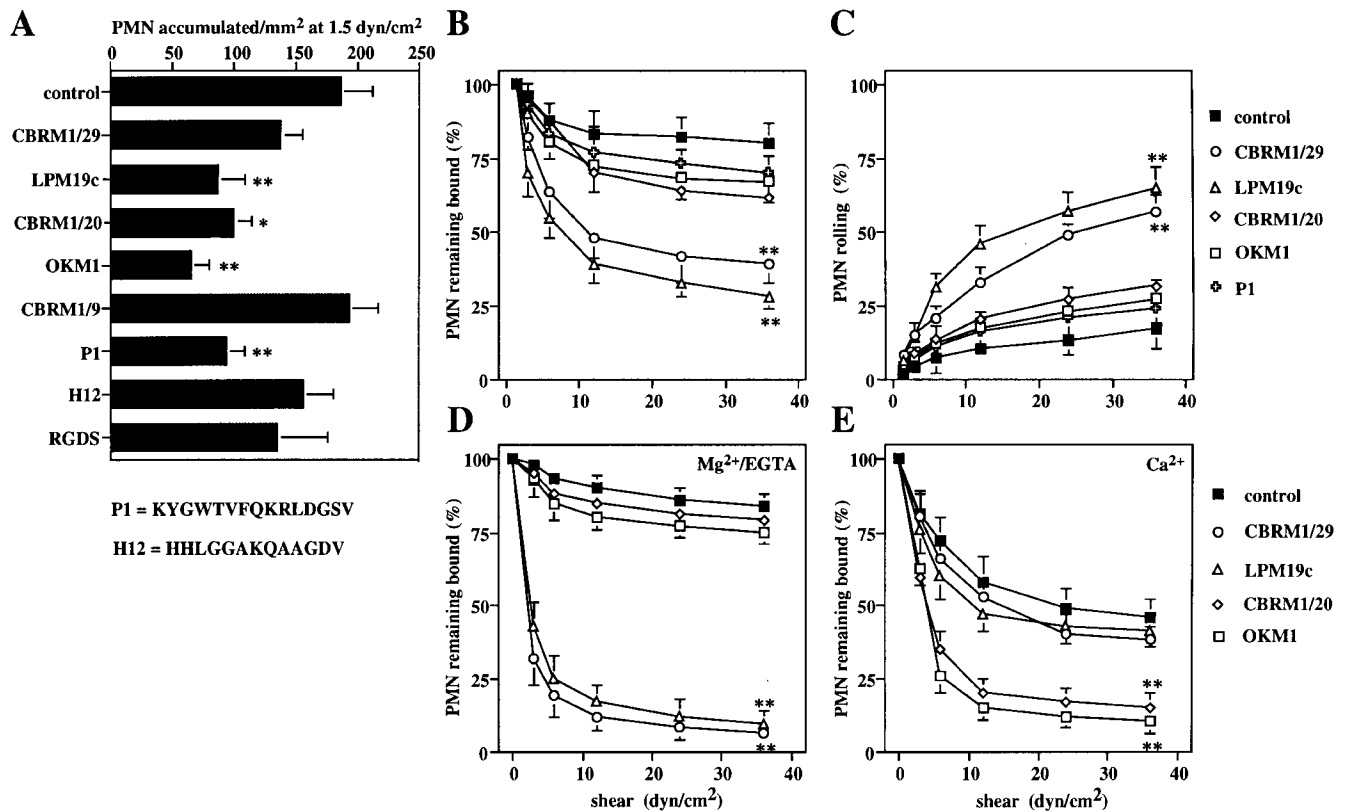 A
PMN accumulated/mm² at 1.5 dyn/cm²
0 50 100 150 200 250
control
CBRM1/29
LPM19c **
CBRM1/20 *
OKM1 **
CBRM1/9
P1 **
H12
RGDS
P1 = KYGWTVFQKRLDGSV
H12 = HHLGGAKQAAGDV
B
PMN remaining bound (%)
100
75
50
25
0
**
**
0 10 20 30 40
C
PMN rolling (%)
100
75
50
25
0
**
**
0 10 20 30 40
control
CBRM1/29
LPM19c
CBRM1/20
OKM1
P1
D
Mg²⁺/EGTA
PMN remaining bound (%)
100
75
50
25
0
**
**
0 10 20 30 40
shear (dyn/cm²)
E
Ca²⁺
PMN remaining bound (%)
100
75
50
25
0
**
**
0 10 20 30 40
shear (dyn/cm²)
control
CBRM1/29
LPM19c
CBRM1/20
OKM1